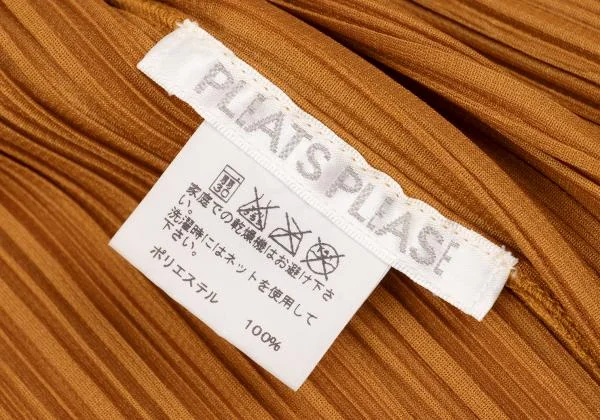 PLEATS PLEASE
30
家庭での乾燥機はお避け下さ
い。
洗濯時にはネットを使用して
下さい。
ポリエステル 100%